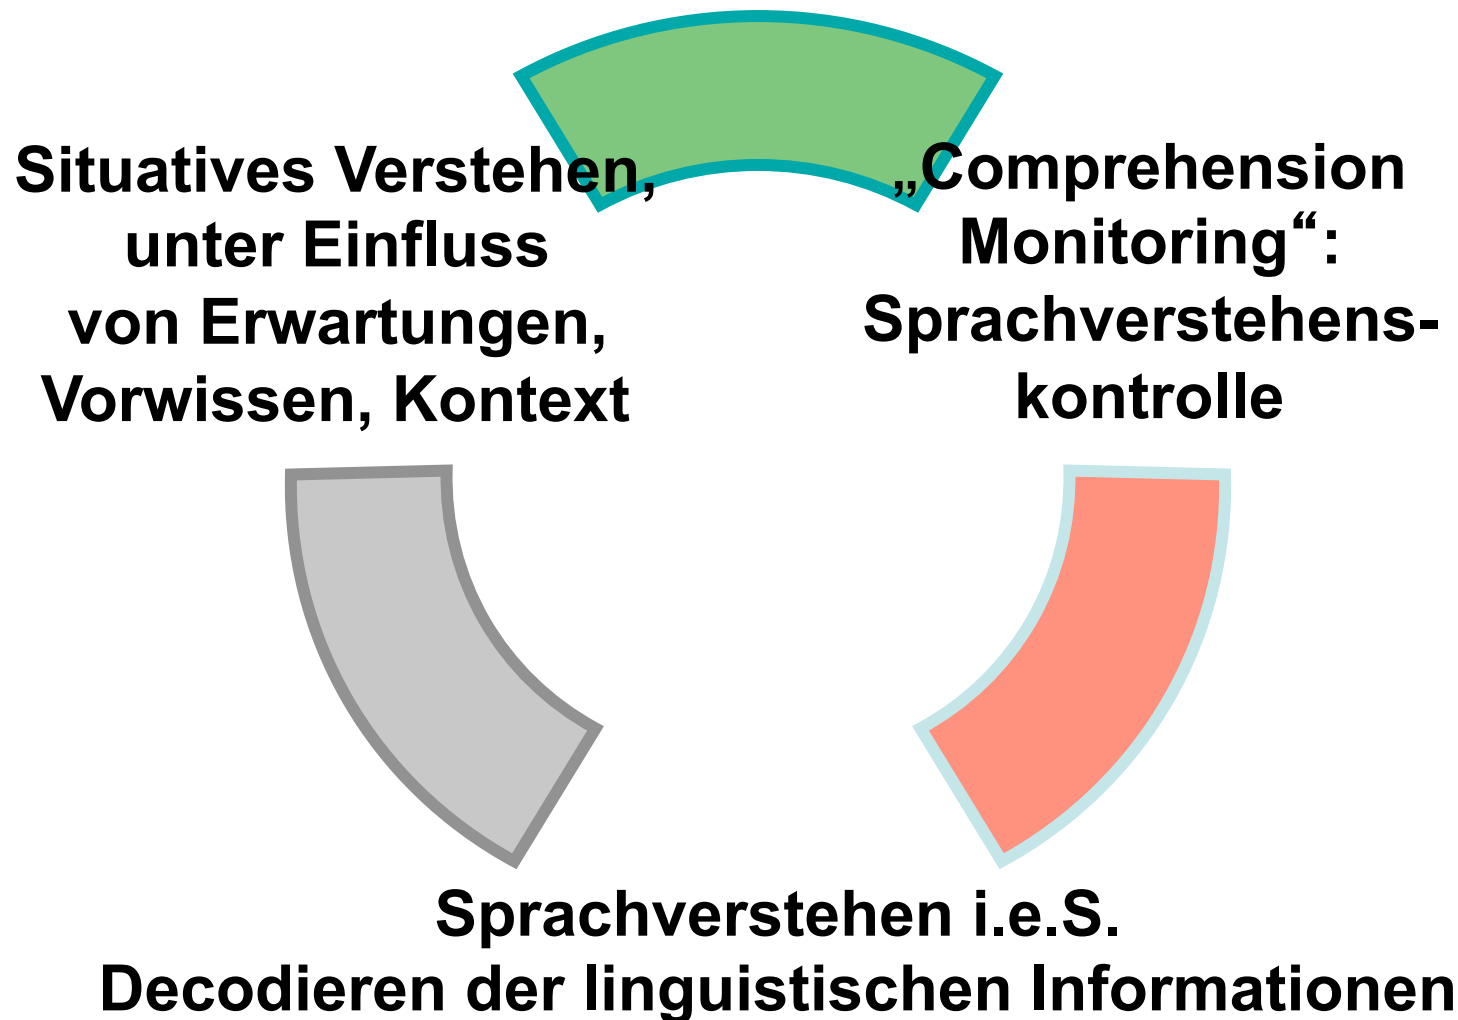 Situatives Verstehen,
unter Einfluss
von Erwartungen,
Vorwissen, Kontext
„Comprehension
Monitoring“:
Sprachverstehens-
kontrolle
Sprachverstehen i.e.S.
Decodieren der linguistischen Informationen